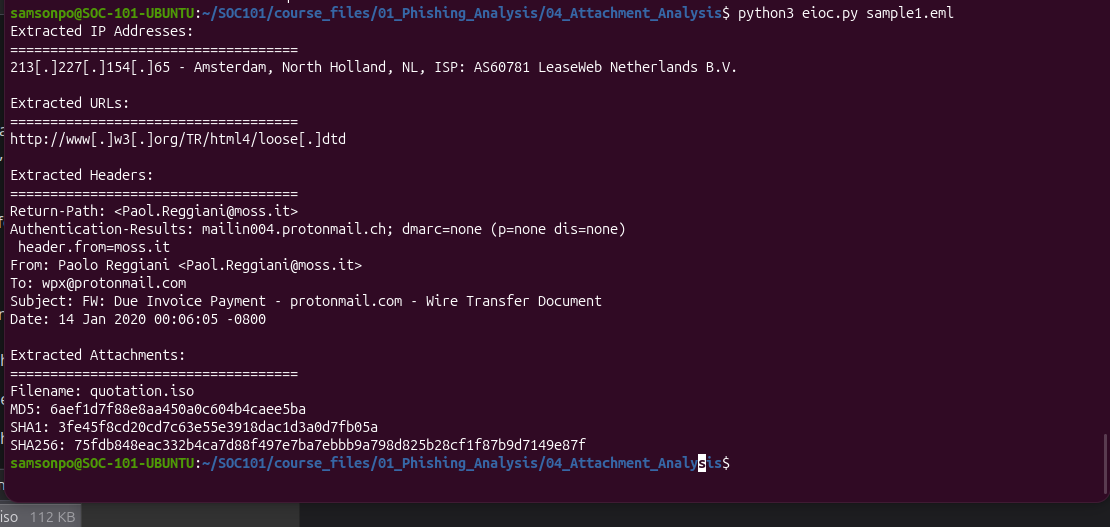 samsonpo@SOC-101-UBUNTU:~/SOC101/course_files/01_Phishing_Analysis/04_Attachment_Analysis$ python3 eioc.py sample1.eml
Extracted IP Addresses:
====================================
213[.]227[.]154[.]65 - Amsterdam, North Holland, NL, ISP: AS60781 LeaseWeb Netherlands B.V.

Extracted URLs:
====================================
http://www[.]w3[.]org/TR/html4/loose[.]dtd

Extracted Headers:
====================================
Return-Path: <Paol.Reggiani@moss.it>
Authentication-Results: mailin004.protonmail.ch; dmarc=none (p=none dis=none)
 header.from=moss.it
From: Paolo Reggiani <Paol.Reggiani@moss.it>
To: wpx@protonmail.com
Subject: FW: Due Invoice Payment - protonmail.com - Wire Transfer Document
Date: 14 Jan 2020 00:06:05 -0800

Extracted Attachments:
====================================
Filename: quotation.iso
MD5: 6aef1d7f88e8aa450a0c604b4caee5ba
SHA1: 3fe45f8cd20cd7c63e55e3918dac1d3a0d7fb05a
SHA256: 75fdb848eac332b4ca7d88f497e7ba7ebbb9a798d825b28cf1f87b9d7149e87f
samsonpo@SOC-101-UBUNTU:~/SOC101/course_files/01_Phishing_Analysis/04_Attachment_Analysis$
iso 112 KB